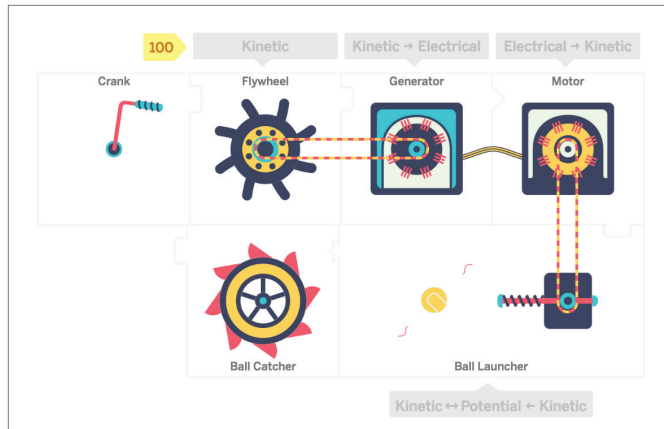 100
Kinetic
Kinetic → Electrical
Electrical → Kinetic
Crank
Flywheel
Generator
Motor
Ball Catcher
Ball Launcher
Kinetic ↔ Potential ← Kinetic